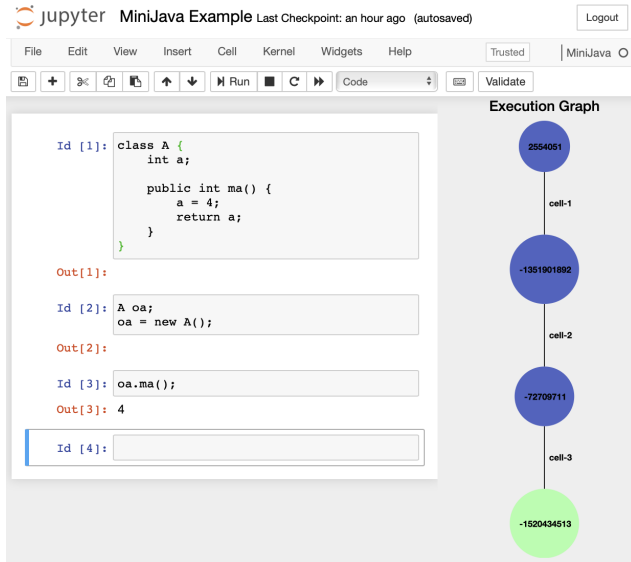 jupyter MiniJava Example Last Checkpoint: an hour ago (autosaved)
Logout
File Edit View Insert Cell Kernel Widgets Help
Trusted
MiniJava
Run
Code
Validate
Id [1]:
class A {
    int a;
    public int ma() {
        a = 4;
        return a;
    }
}
Out[1]:
Id [2]:
A oa;
oa = new A();
Out[2]:
Id [3]:
oa.ma();
Out[3]: 4
Id [4]:
Execution Graph
2554051
cell-1
-1351901892
cell-2
-72709711
cell-3
-1520434513